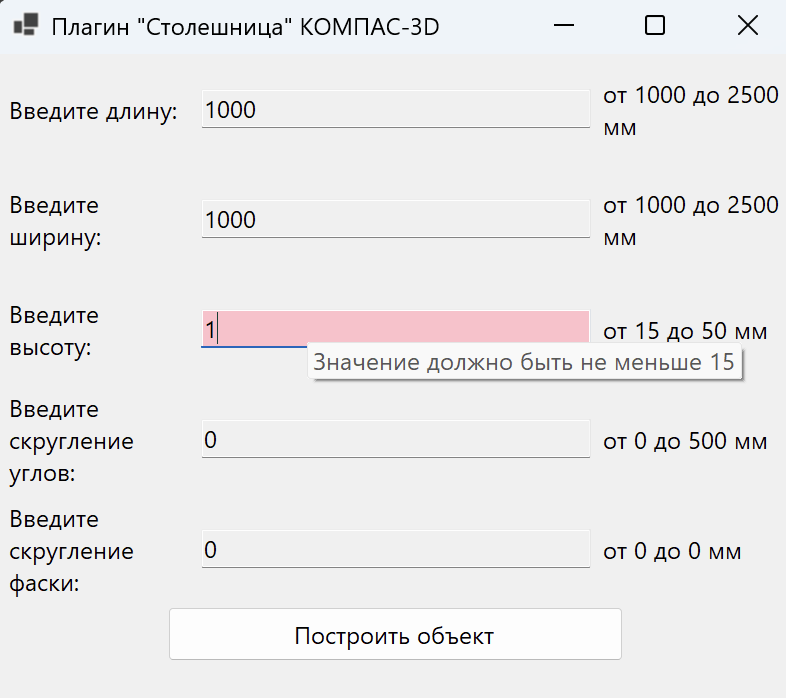 Плагин "Столешница" КОМПАС-3D
Введите длину:
1000
от 1000 до 2500
мм
Введите
ширину:
1000
от 1000 до 2500
мм
Введите
высоту:
1
от 15 до 50 мм
Значение должно быть не меньше 15
Введите
скругление
углов:
0
от 0 до 500 мм
Введите
скругление
фаски:
0
от 0 до 0 мм
Построить объект